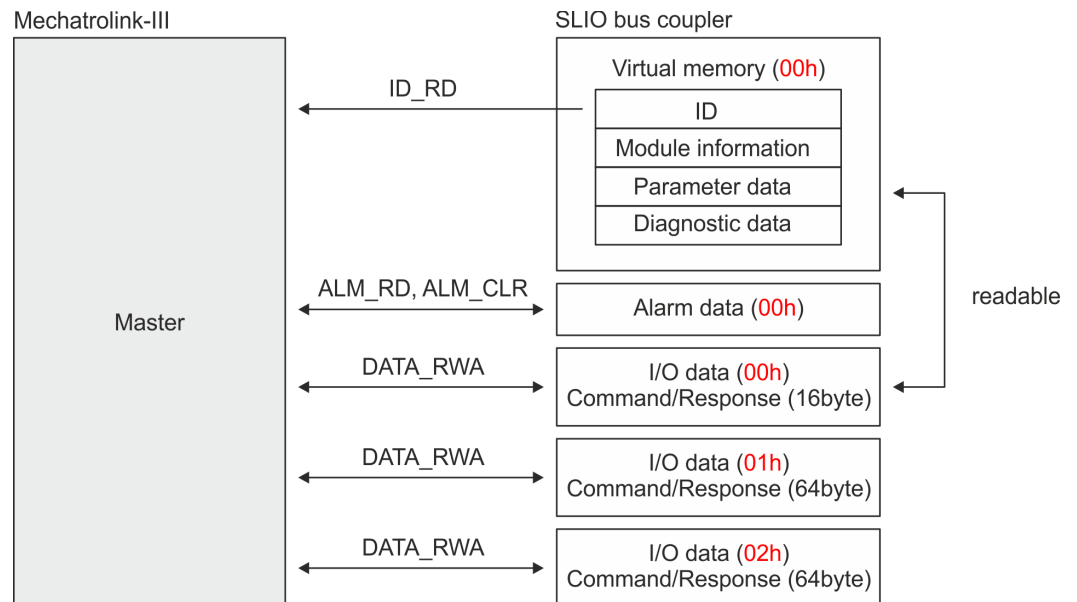 Mechatrolink-III
SLIO bus coupler
Virtual memory (00h)
ID_RD
ID
Module information
Parameter data
Diagnostic data
ALM_RD, ALM_CLR
Alarm data (00h)
readable
Master
DATA_RWA
I/O data (00h)
Command/Response (16byte)
DATA_RWA
I/O data (01h)
Command/Response (64byte)
DATA_RWA
I/O data (02h)
Command/Response (64byte)